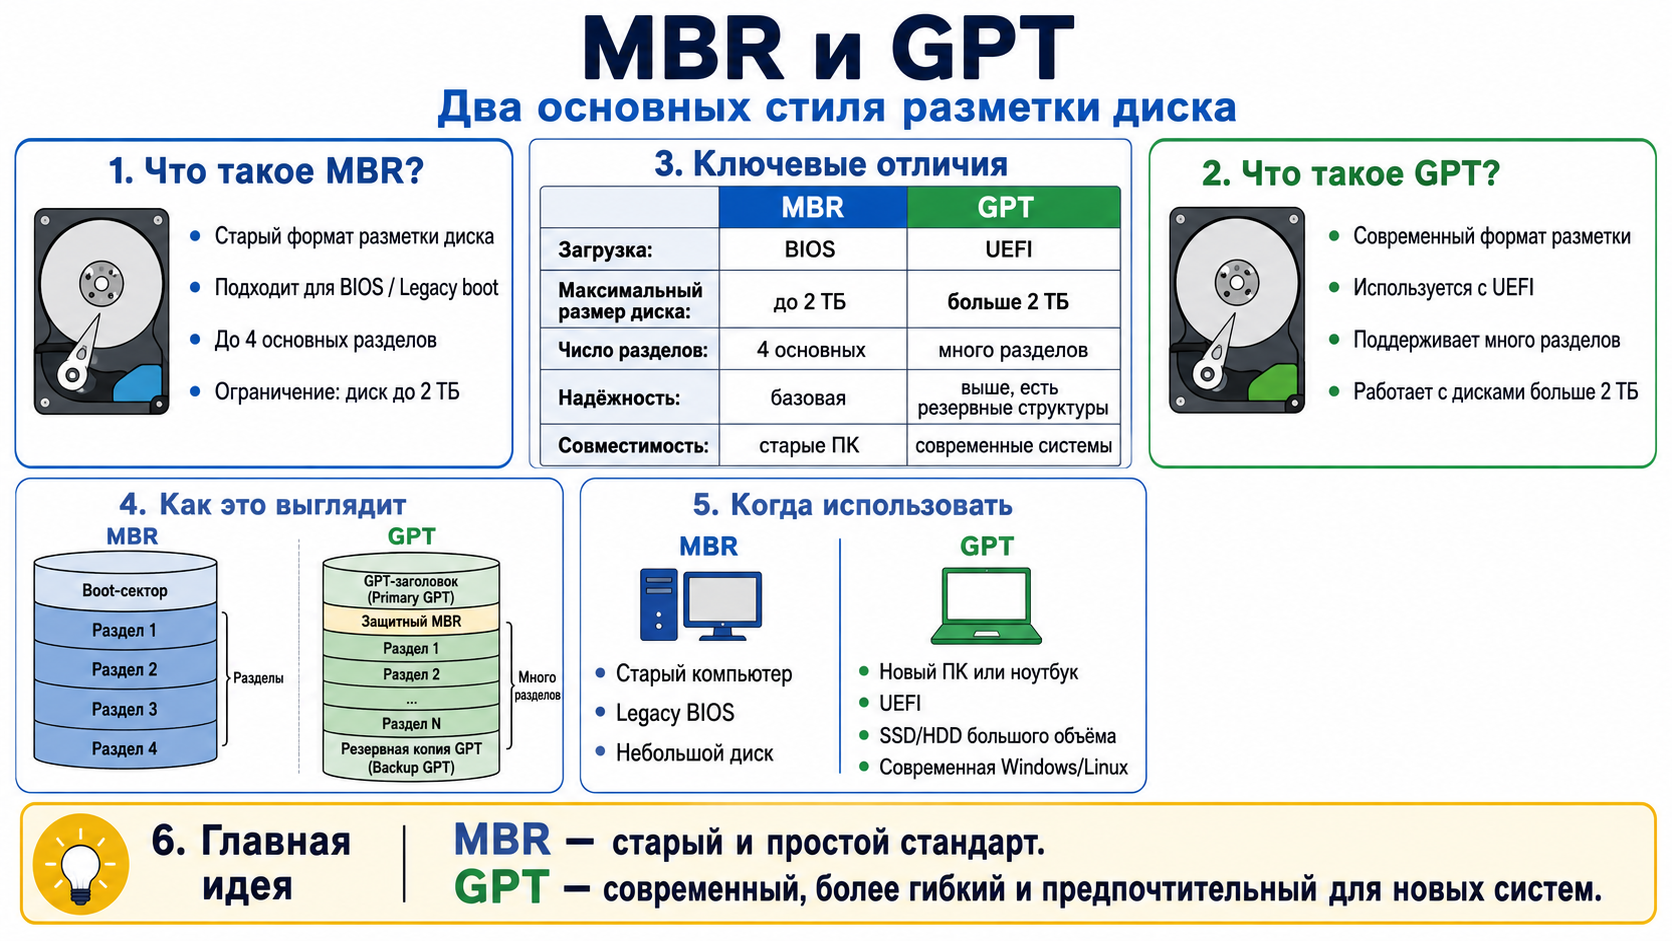 MBR и GPT
Два основных стиля разметки диска
1. Что такое MBR?
Старый формат разметки диска
Подходит для BIOS / Legacy boot
До 4 основных разделов
Ограничение: диск до 2 ТБ
3. Ключевые отличия
MBR GPT
Загрузка: BIOS UEFI
Максимальный
размер диска: до 2 ТБ больше 2 ТБ
Число разделов: 4 основных много разделов
Надёжность: базовая выше, есть
резервные структуры
Совместимость: старые ПК современные системы
2. Что такое GPT?
Современный формат разметки
Используется с UEFI
Поддерживает много разделов
Работает с дисками больше 2 ТБ
4. Как это выглядит
MBR
Boot-сектор
Раздел 1
Раздел 2
Раздел 3
Раздел 4
Разделы
GPT
GPT-заголовок
(Primary GPT)
Защитный MBR
Раздел 1
Раздел 2
...
Раздел N
Резервная копия GPT
(Backup GPT)
Много
разделов
5. Когда использовать
MBR
Старый компьютер
Legacy BIOS
Небольшой диск
GPT
Новый ПК или ноутбук
UEFI
SSD/HDD большого объёма
Современная Windows/Linux
6. Главная
идея
MBR — старый и простой стандарт.
GPT — современный, более гибкий и предпочтительный для новых систем.